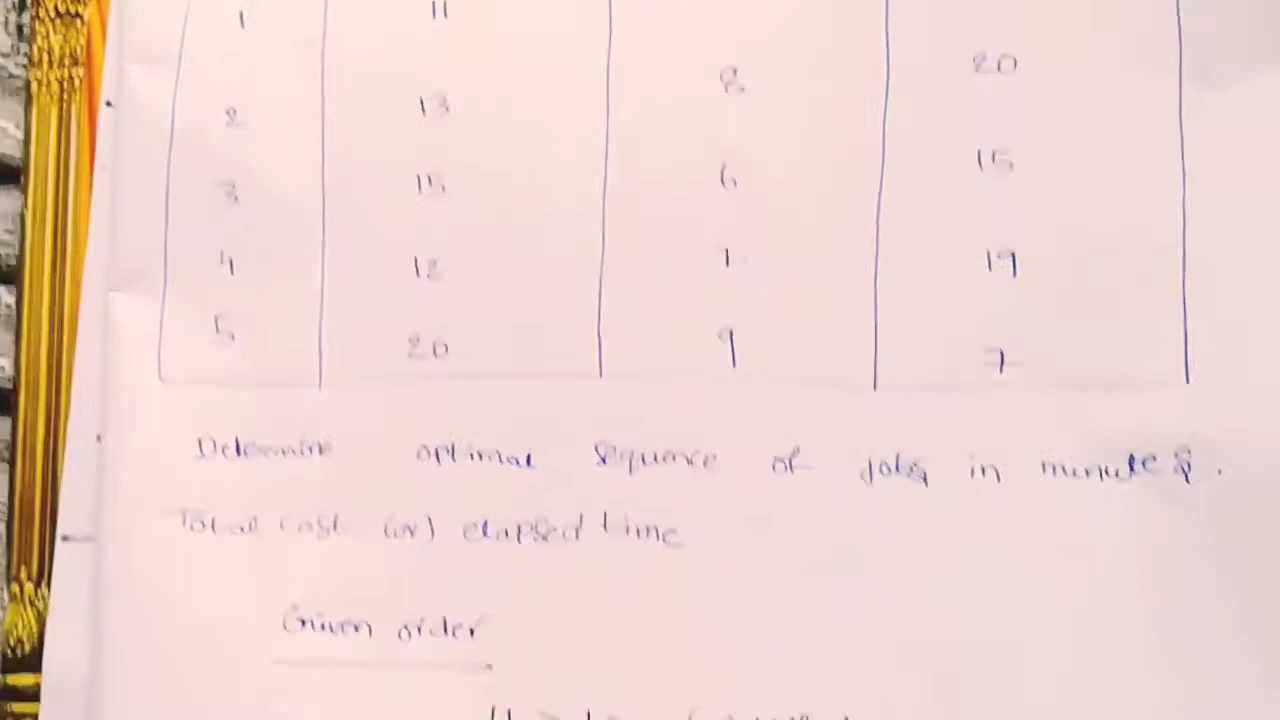 1 11
20
2 13 8
3 15 6 15
4 12 7 19
5 20 9 7
Determine optimal sequence of jobs in minutes.
Total cost (or) elapsed time
Given order